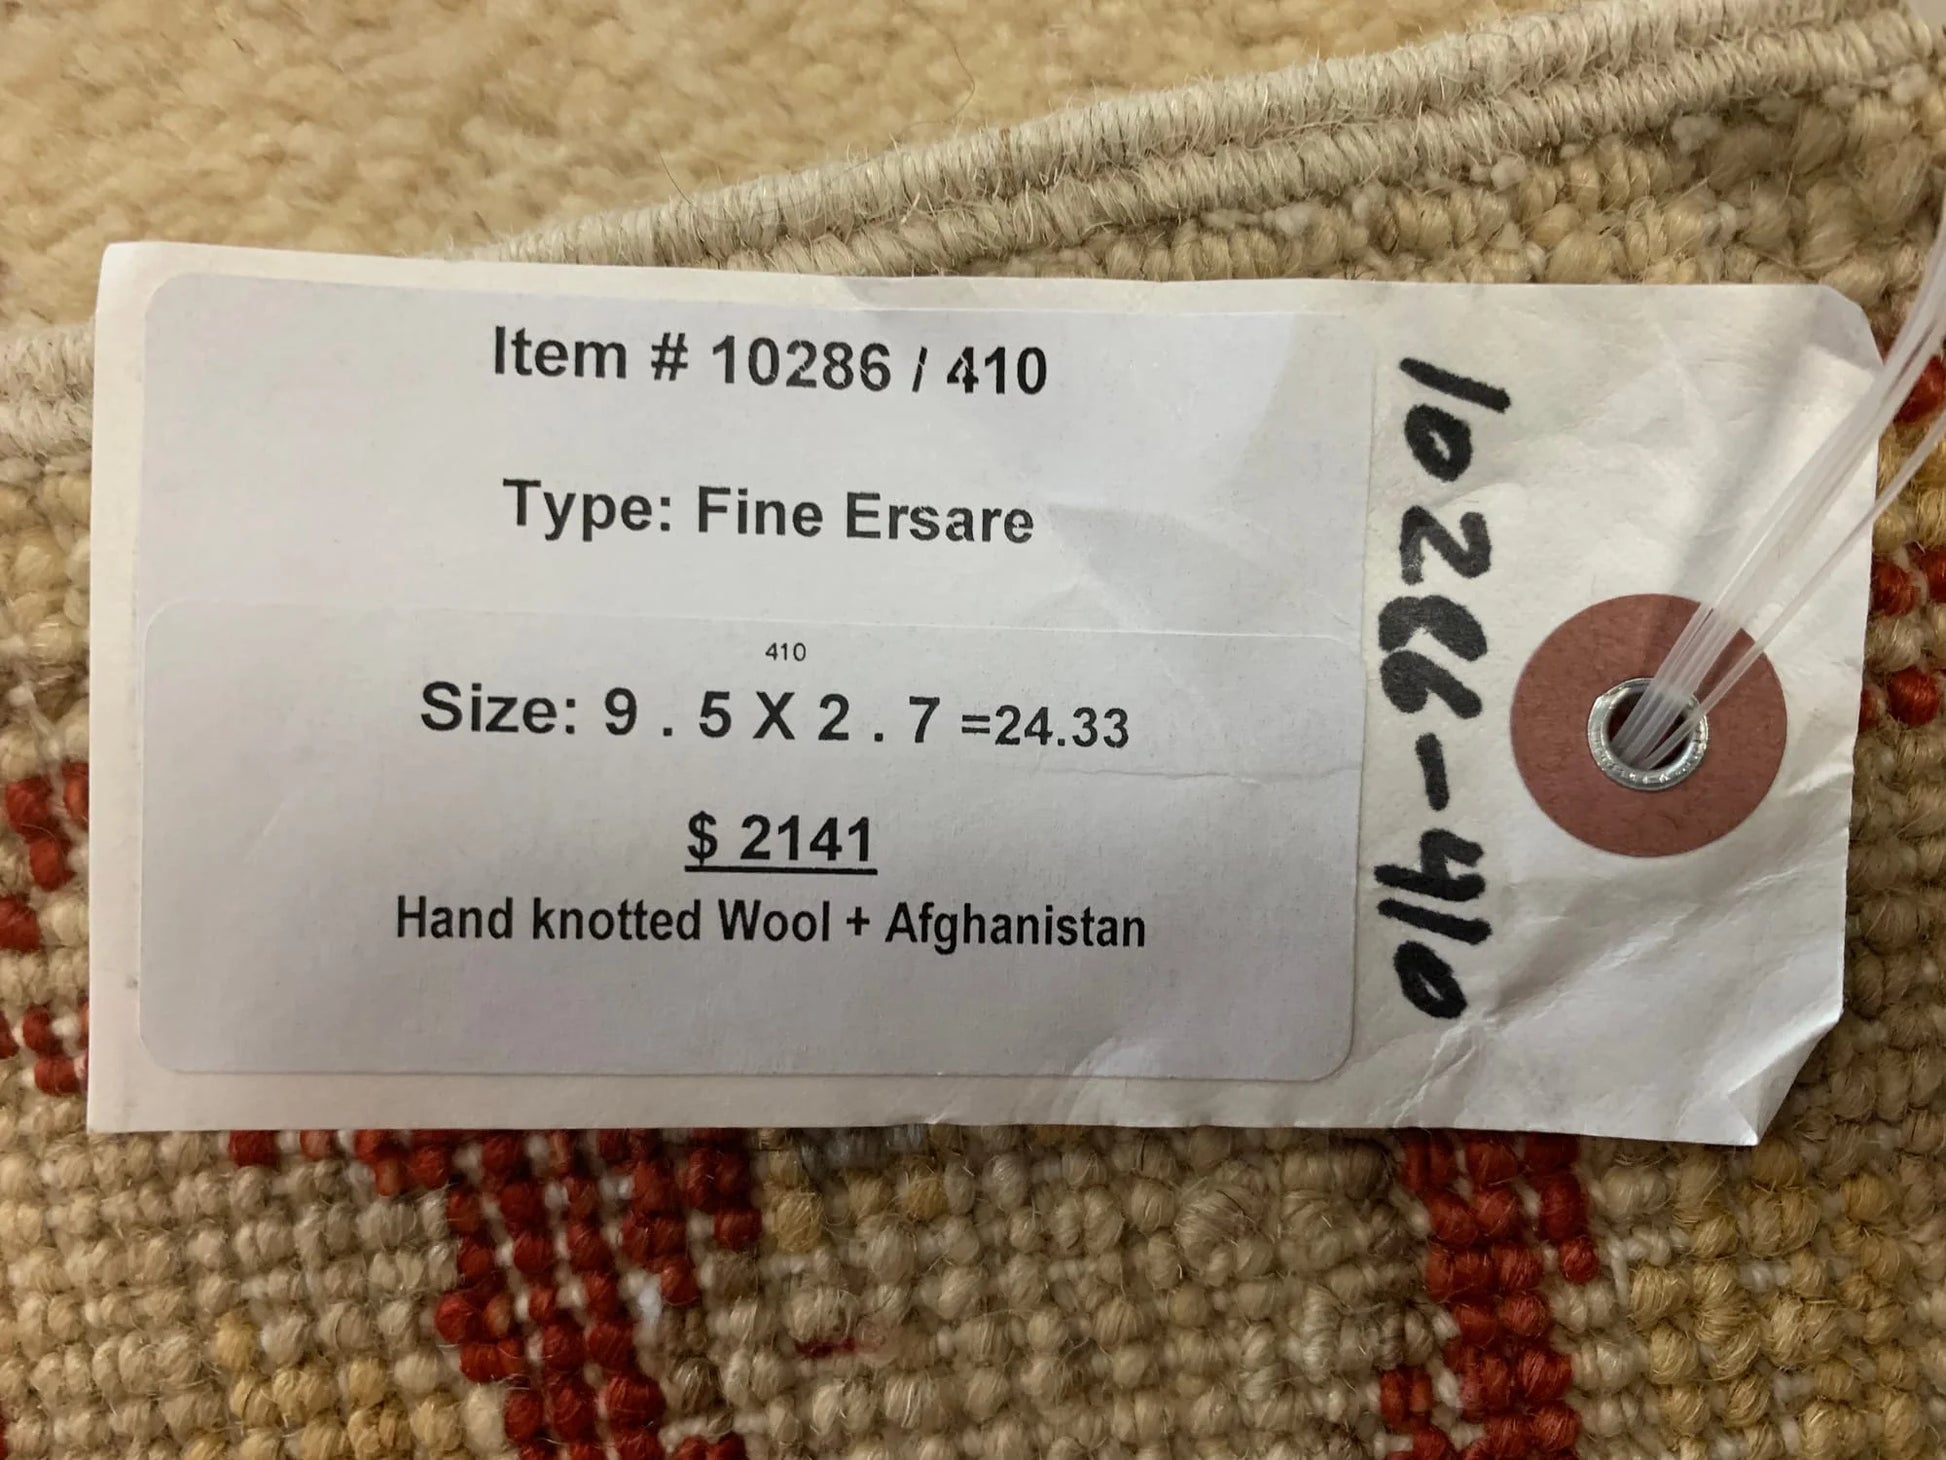 Item # 10286 / 410
Type: Fine Ersare
410
Size: 9 . 5 X 2 . 7 =24.33
$ 2141
Hand knotted Wool + Afghanistan
10286-410